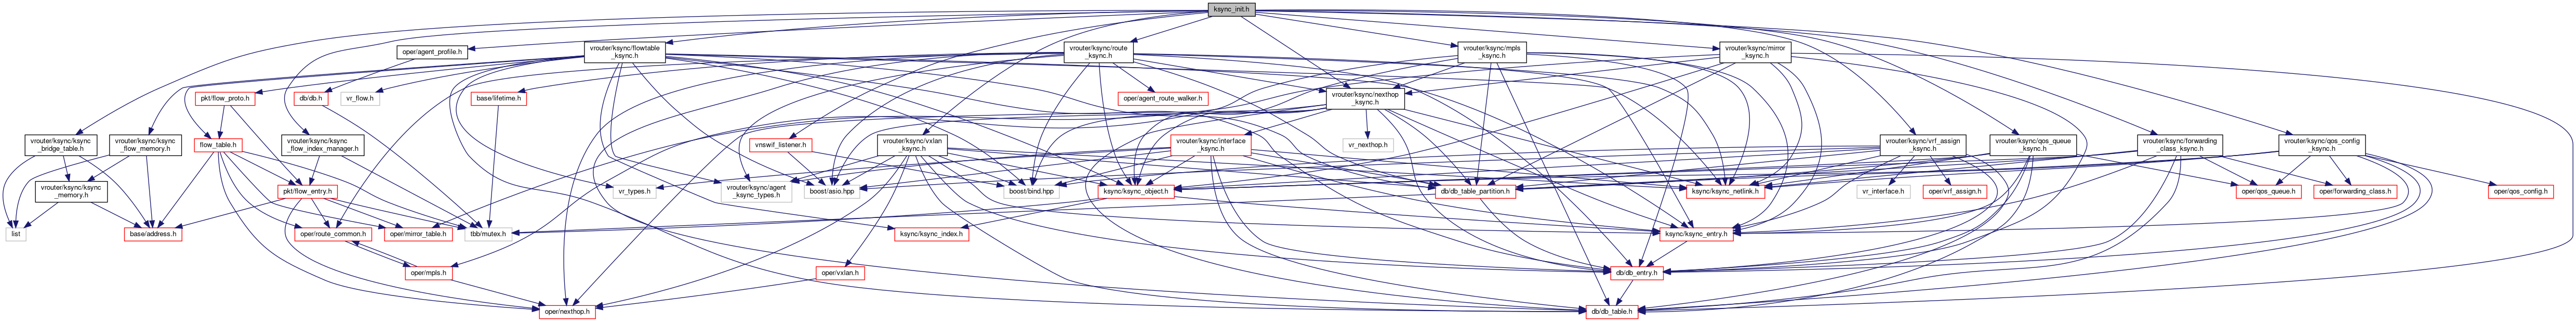 ksync_init.h
oper/agent_profile.h
vrouter/ksync/flowtable
_ksync.h
vrouter/ksync/route
_ksync.h
vrouter/ksync/mpls
_ksync.h
vrouter/ksync/mirror
_ksync.h
pkt/flow_proto.h
db/db.h
vr_flow.h
base/lifetime.h
oper/agent_route_walker.h
vrouter/ksync/nexthop
_ksync.h
vrouter/ksync/ksync
_bridge_table.h
vrouter/ksync/ksync
_flow_memory.h
flow_table.h
vrouter/ksync/ksync
_flow_index_manager.h
vnswif_listener.h
vrouter/ksync/vxlan
_ksync.h
vrouter/ksync/interface
_ksync.h
vr_nexthop.h
vrouter/ksync/vrf_assign
_ksync.h
vrouter/ksync/qos_queue
_ksync.h
vrouter/ksync/forwarding
_class_ksync.h
vrouter/ksync/qos_config
_ksync.h
vrouter/ksync/ksync
_memory.h
pkt/flow_entry.h
vr_types.h
vrouter/ksync/agent
_ksync_types.h
boost/asio.hpp
boost/bind.hpp
ksync/ksync_object.h
db/db_table_partition.h
ksync/ksync_netlink.h
vr_interface.h
oper/vrf_assign.h
oper/qos_queue.h
oper/forwarding_class.h
oper/qos_config.h
list
base/address.h
oper/route_common.h
oper/mirror_table.h
tbb/mutex.h
ksync/ksync_index.h
ksync/ksync_entry.h
oper/mpls.h
oper/vxlan.h
db/db_entry.h
oper/nexthop.h
db/db_table.h